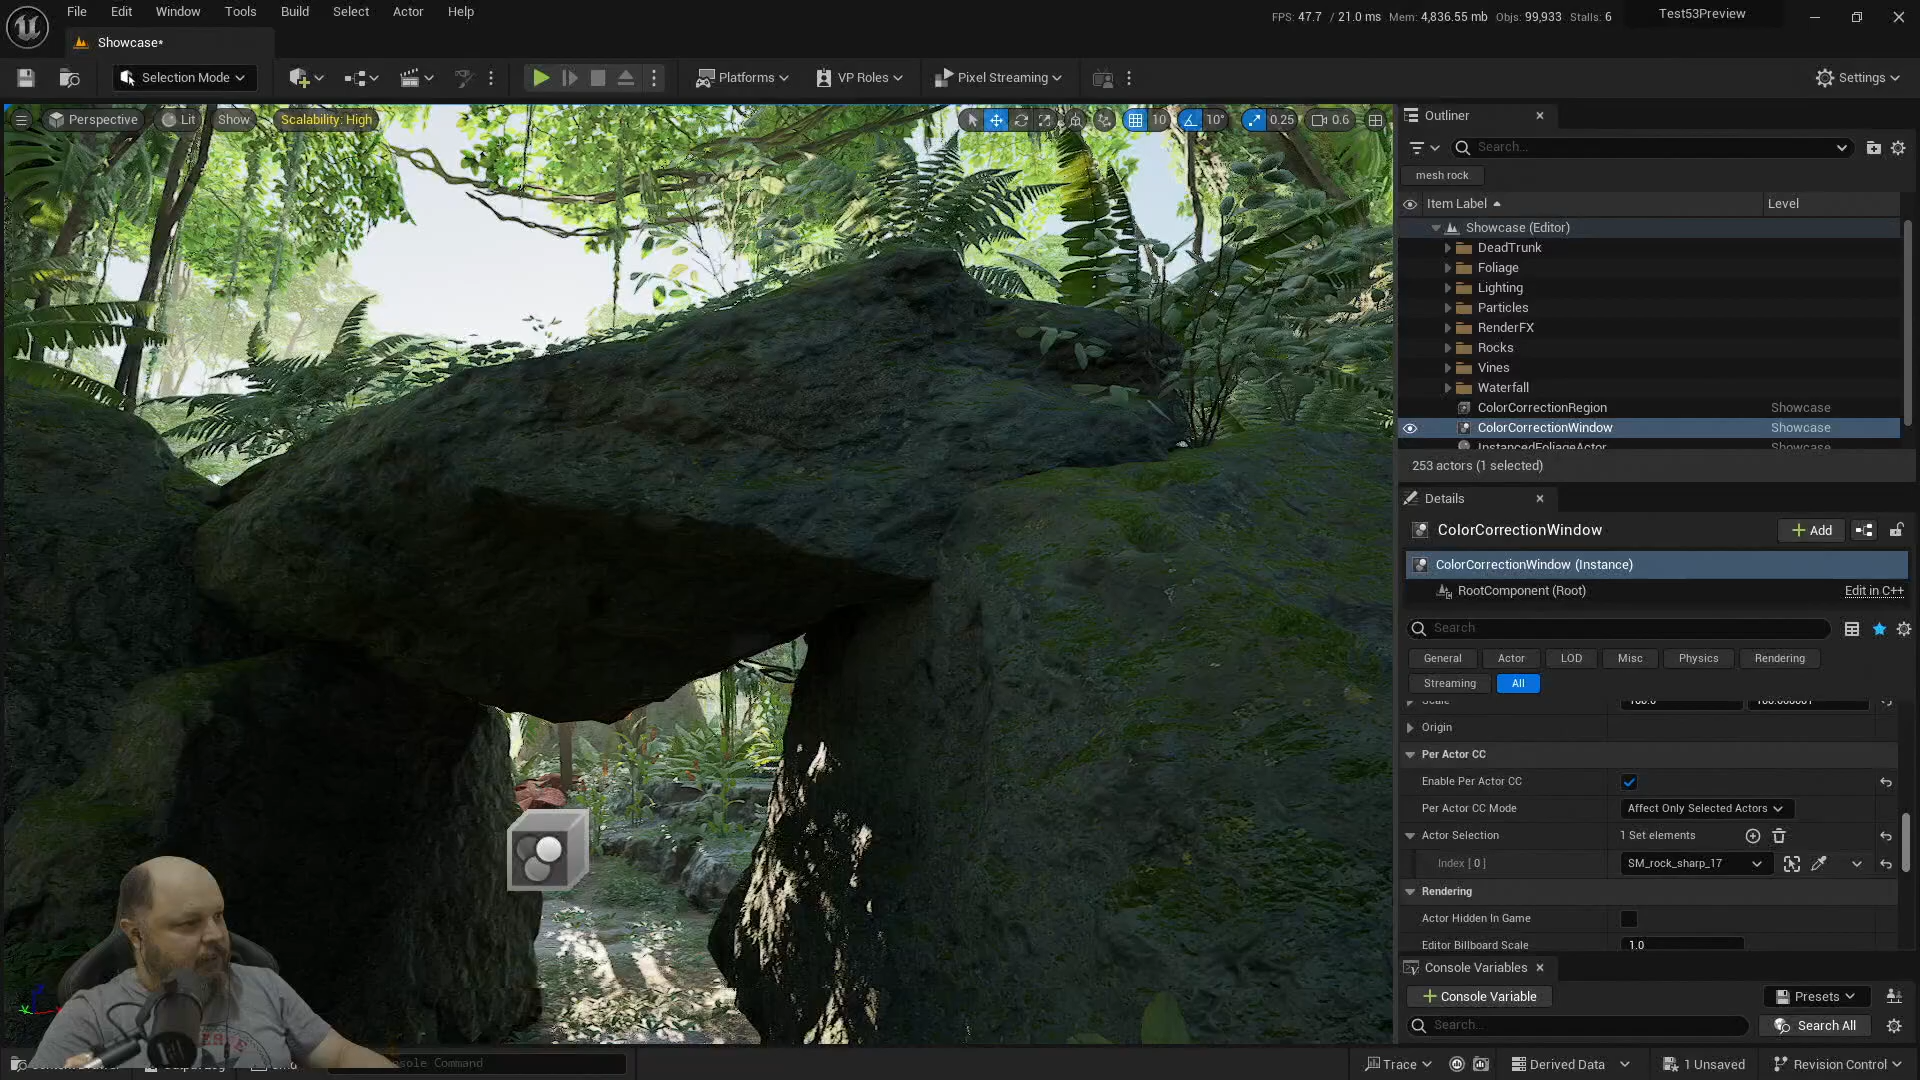 File Edit Window Tools Build Select Actor Help
FPS: 47.7 / 21.0 ms Mem: 4,836.55 mb Objs: 99,933 Stalls: 6
Test53Preview
Showcase*
Selection Mode
Platforms
VP Roles
Pixel Streaming
Settings
Perspective
Lit
Show
Scalability: High
10
10°
0.25
0.6
Outliner
Search...
mesh rock
Item Label
Level
Showcase (Editor)
DeadTrunk
Foliage
Lighting
Particles
RenderFX
Rocks
Vines
Waterfall
ColorCorrectionRegion Showcase
ColorCorrectionWindow Showcase
InstancedFoliageActor Showcase
253 actors (1 selected)
Details
ColorCorrectionWindow
Add
ColorCorrectionWindow (Instance)
RootComponent (Root)
Edit in C++
Search
General Actor LOD Misc Physics Rendering
Streaming All
Scale
Origin
Per Actor CC
Enable Per Actor CC
Per Actor CC Mode Affect Only Selected Actors
Actor Selection 1 Set elements
Index [ 0 ] SM_rock_sharp_17
Rendering
Actor Hidden In Game
Editor Billboard Scale 1.0
Console Variables
Console Variable
Presets
Search...
Search All
Console Command
Trace
Derived Data
1 Unsaved
Revision Control